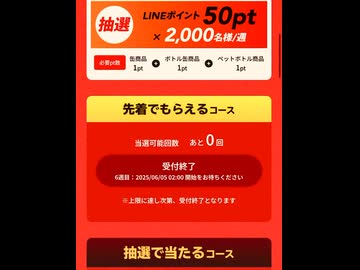 抽選
LINEポイント 50pt
× 2,000名様/週
必要pt数
缶商品
1pt
+
ボトル缶商品
1pt
+
ペットボトル商品
1pt
先着でもらえるコース
当選可能回数 あと0回
受付終了
6週目：2025/06/05 02:00 開始をお待ちください
※上限に達し次第、受付終了となります
抽選で当たるコース